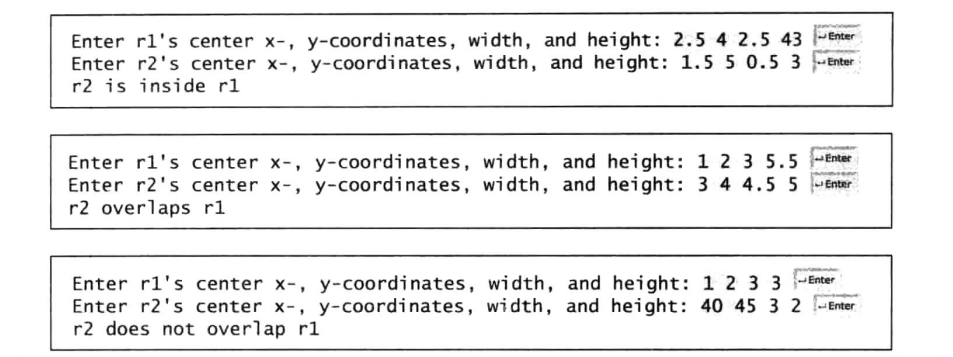 Enter r1's center x-, y-coordinates, width, and height: 2.5 4 2.5 43 ↵Enter
Enter r2's center x-, y-coordinates, width, and height: 1.5 5 0.5 3 ↵Enter
r2 is inside r1
Enter r1's center x-, y-coordinates, width, and height: 1 2 3 5.5 ↵Enter
Enter r2's center x-, y-coordinates, width, and height: 3 4 4.5 5 ↵Enter
r2 overlaps r1
Enter r1's center x-, y-coordinates, width, and height: 1 2 3 3 ↵Enter
Enter r2's center x-, y-coordinates, width, and height: 40 45 3 2 ↵Enter
r2 does not overlap r1